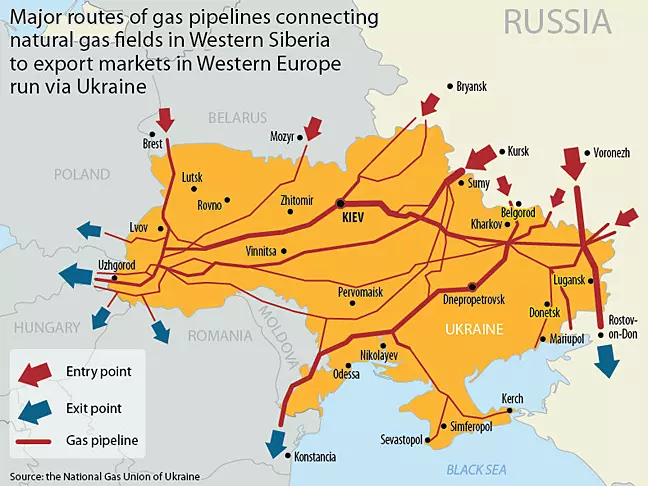 Major routes of gas pipelines connecting
natural gas fields in Western Siberia
to export markets in Western Europe
run via Ukraine
RUSSIA
BELARUS
Bryansk
Brest
Mozyr
Kursk
Voronezh
POLAND
Lutsk
Sumy
Rovno
Zhitomir
KIEV
Belgorod
Kharkov
Lvov
Vinnitsa
Uzhgorod
Lugansk
Pervomaisk
Dnepropetrovsk
Donetsk
HUNGARY
ROMANIA
MOLDOVA
UKRAINE
Rostov-
on-Don
Mariupol
Nikolayev
Odessa
Entry point
Exit point
Gas pipeline
Kerch
Simferopol
Sevastopol
Konstancia
BLACK SEA
Source: the National Gas Union of Ukraine